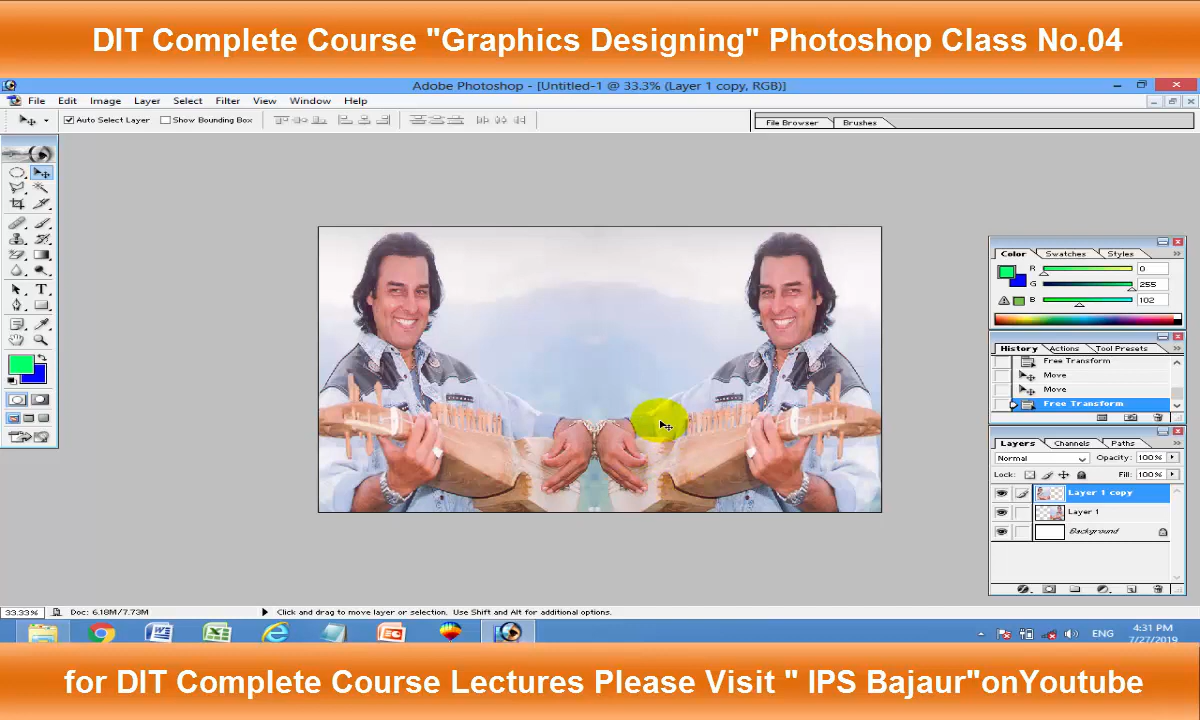 DIT Complete Course "Graphics Designing" Photoshop Class No.04
Adobe Photoshop - [Untitled-1 @ 33.3% (Layer 1 copy, RGB)]
File Edit Image Layer Select Filter View Window Help
Auto Select Layer Show Bounding Box
File Browser Brushes
Color Swatches Styles
R 0
G 255
B 102
History Actions Tool Presets
Free Transform
Move
Move
Free Transform
Layers Channels Paths
Normal Opacity: 100%
Lock: Fill: 100%
Layer 1 copy
Layer 1
Background
33.33% Doc: 6.18M/7.73M Click and drag to move layer or selection. Use Shift and Alt for additional options.
ENG
4:31 PM
7/27/2019
for DIT Complete Course Lectures Please Visit " IPS Bajaur"onYoutube